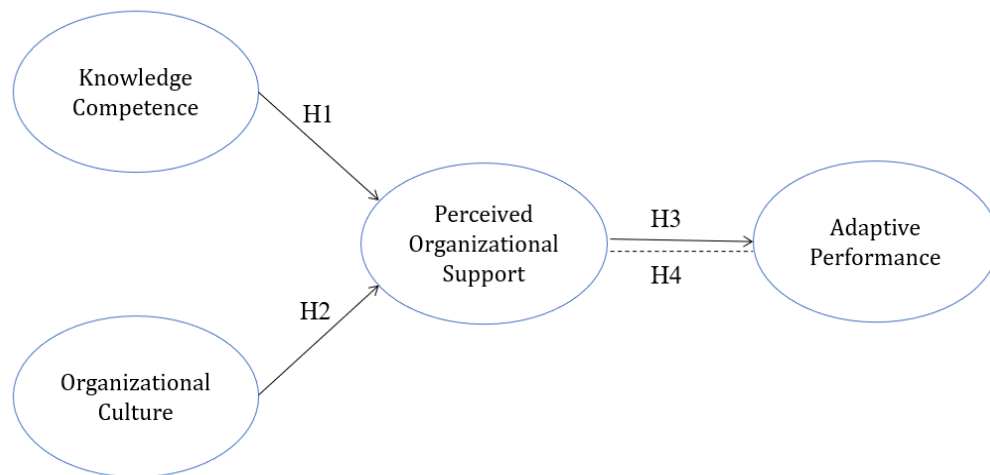 Knowledge
Competence
H1
Perceived
Organizational
Support
H3
H4
Adaptive
Performance
H2
Organizational
Culture